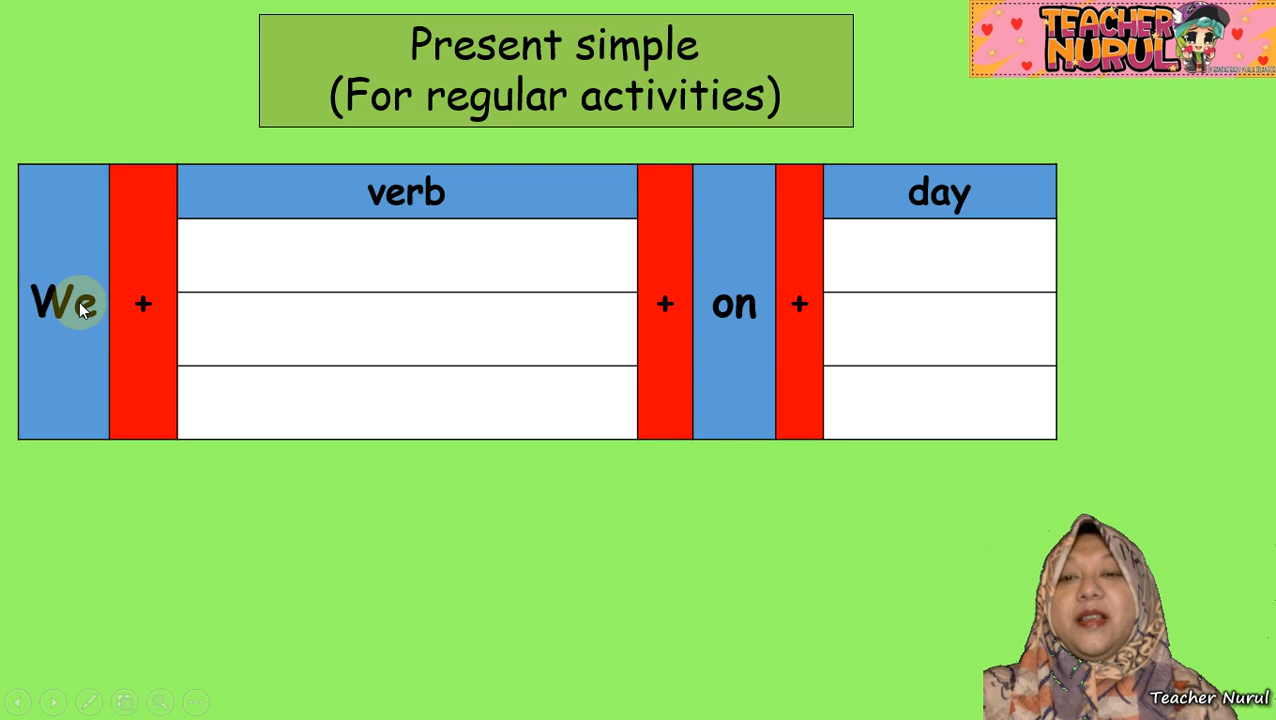 Present simple
(For regular activities)
TEACHER
NURUL
verb
day
We
+
+
on
+
Teacher Nurul